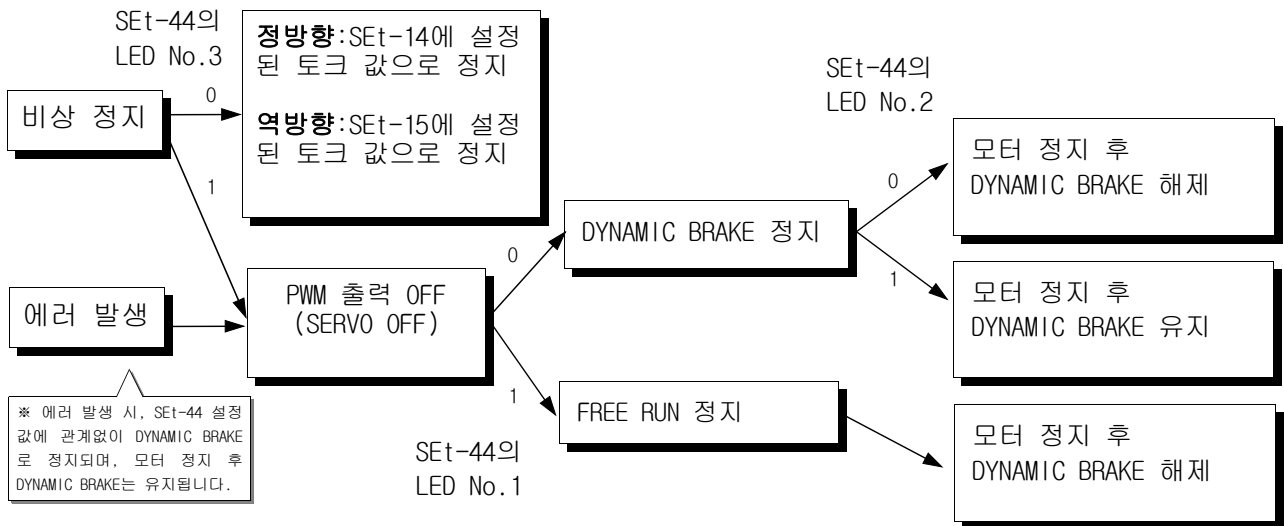 SEt-44의
LED No.3
정방향:SEt-14에 설정
된 토크 값으로 정지
역방향:SEt-15에 설정
된 토크 값으로 정지
비상 정지
0
1
SEt-44의
LED No.2
모터 정지 후
DYNAMIC BRAKE 해제
0
DYNAMIC BRAKE 정지
0
1
PWM 출력 OFF
(SERVO OFF)
모터 정지 후
DYNAMIC BRAKE 유지
에러 발생
※ 에러 발생 시, SEt-44 설정
값에 관계없이 DYNAMIC BRAKE
로 정지되며, 모터 정지 후
DYNAMIC BRAKE는 유지됩니다.
1
FREE RUN 정지
SEt-44의
LED No.1
모터 정지 후
DYNAMIC BRAKE 해제